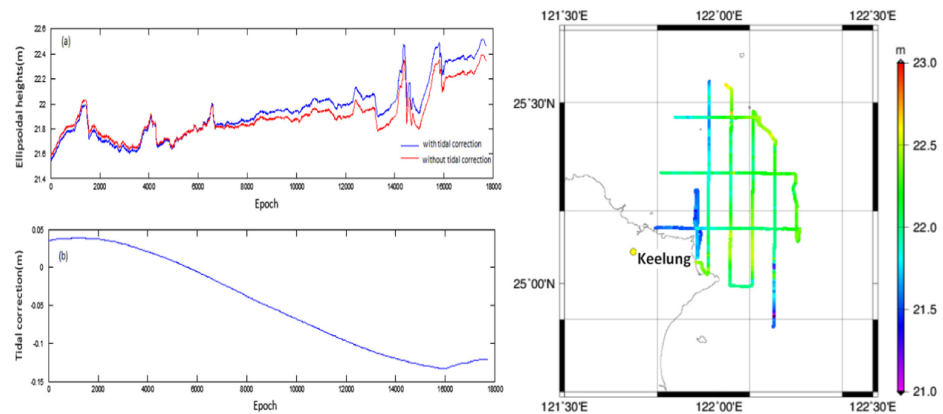 (a)
Ellipsoidal heights(m)
22.6
22.4
22.2
22
21.8
21.6
21.4
with tidal correction
without tidal correction
0 2000 4000 6000 8000 10000 12000 14000 16000 18000
Epoch
(b)
Tidal correction(m)
0.05
0
-0.05
-0.1
-0.15
0 2000 4000 6000 8000 10000 12000 14000 16000 18000
Epoch
121˚30'E 122˚00'E 122˚30'E
25˚30'N
25˚00'N
Keelung
121˚30'E 122˚00'E 122˚30'E
m
23.0
22.5
22.0
21.5
21.0